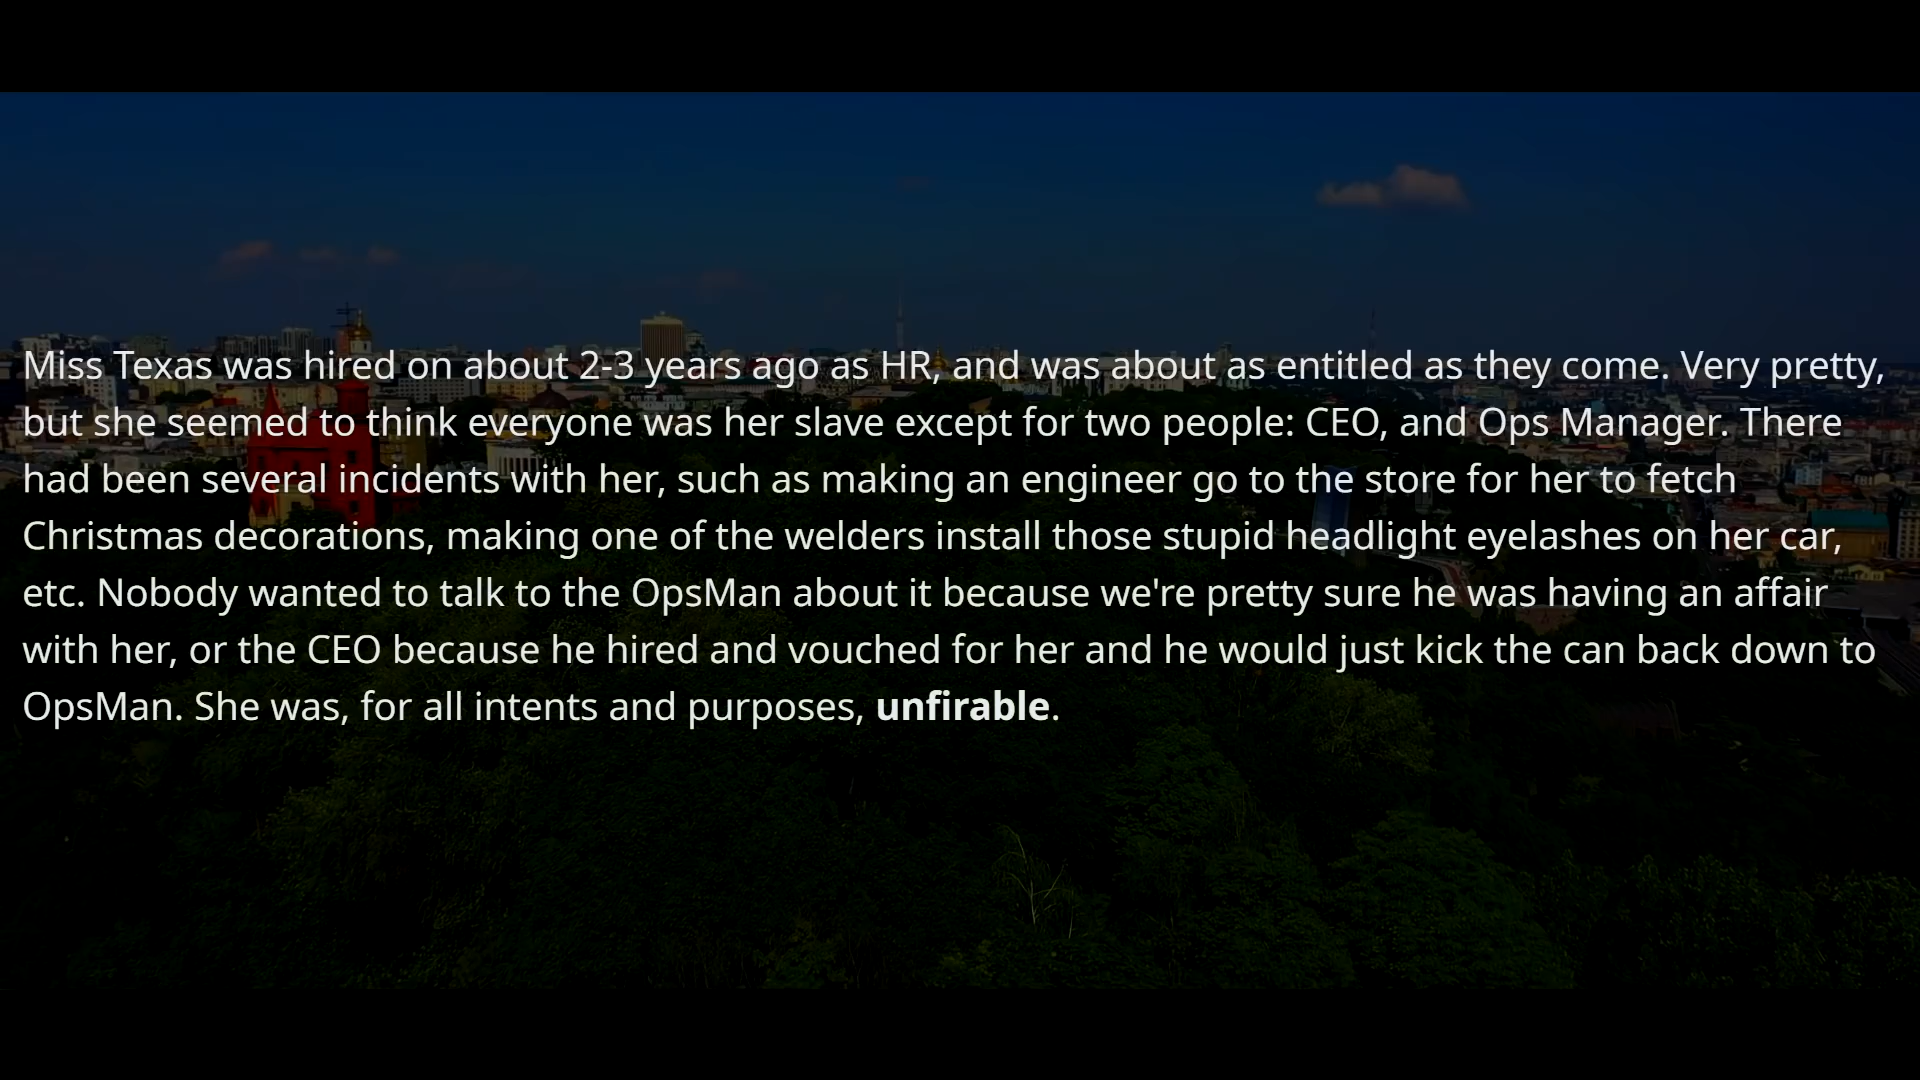 Miss Texas was hired on about 2-3 years ago as HR, and was about as entitled as they come. Very pretty,
but she seemed to think everyone was her slave except for two people: CEO, and Ops Manager. There
had been several incidents with her, such as making an engineer go to the store for her to fetch
Christmas decorations, making one of the welders install those stupid headlight eyelashes on her car,
etc. Nobody wanted to talk to the OpsMan about it because we're pretty sure he was having an affair
with her, or the CEO because he hired and vouched for her and he would just kick the can back down to
OpsMan. She was, for all intents and purposes, unfirable.